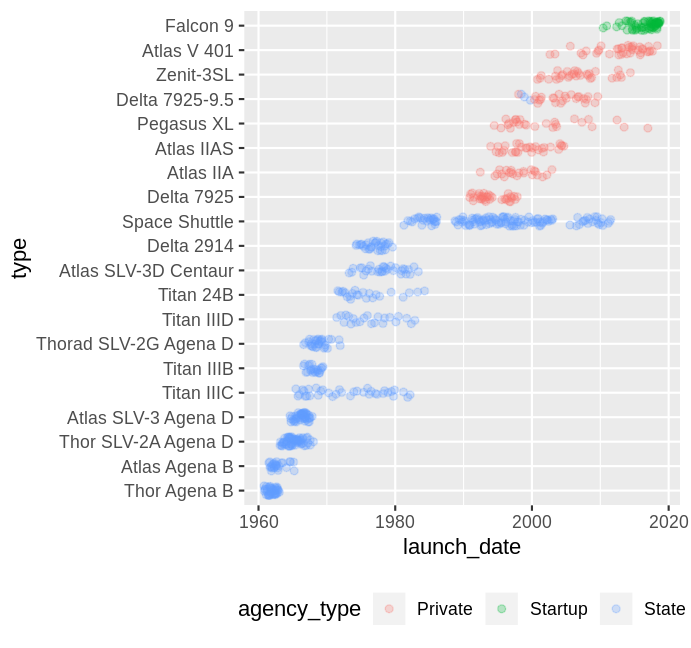 Falcon 9
Atlas V 401
Zenit-3SL
Delta 7925-9.5
Pegasus XL
Atlas IIAS
Atlas IIA
Delta 7925
Space Shuttle
Delta 2914
Atlas SLV-3D Centaur
Titan 24B
Titan IIID
Thorad SLV-2G Agena D
Titan IIIB
Titan IIIC
Atlas SLV-3 Agena D
Thor SLV-2A Agena D
Atlas Agena B
Thor Agena B
type
1960 1980 2000 2020
launch_date
agency_type Private Startup State